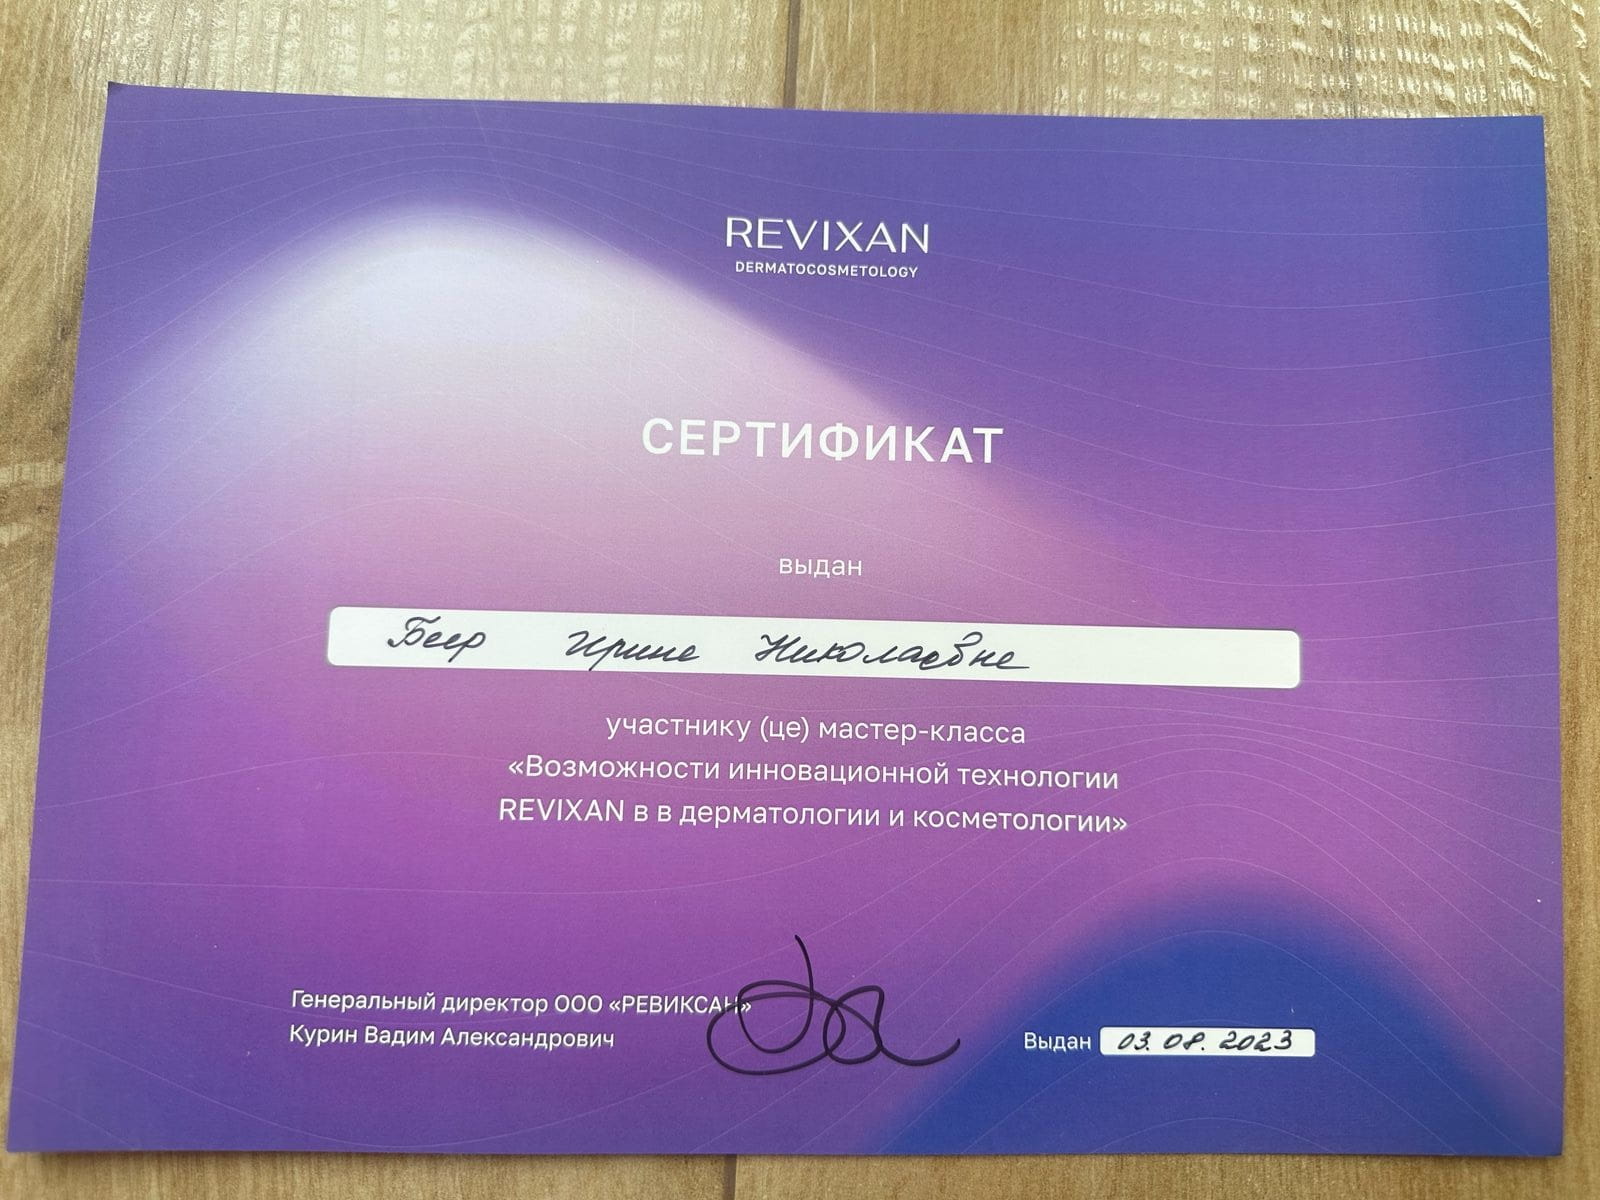 REVIXAN
DERMATOCOSMETOLOGY
СЕРТИФИКАТ
выдан
Беер Ирине Николаевне
участнику (це) мастер-класса
«Возможности инновационной технологии
REVIXAN в в дерматологии и косметологии»
Генеральный директор ООО «РЕВИКСАН»
Курин Вадим Александрович
Выдан 03.08.2023